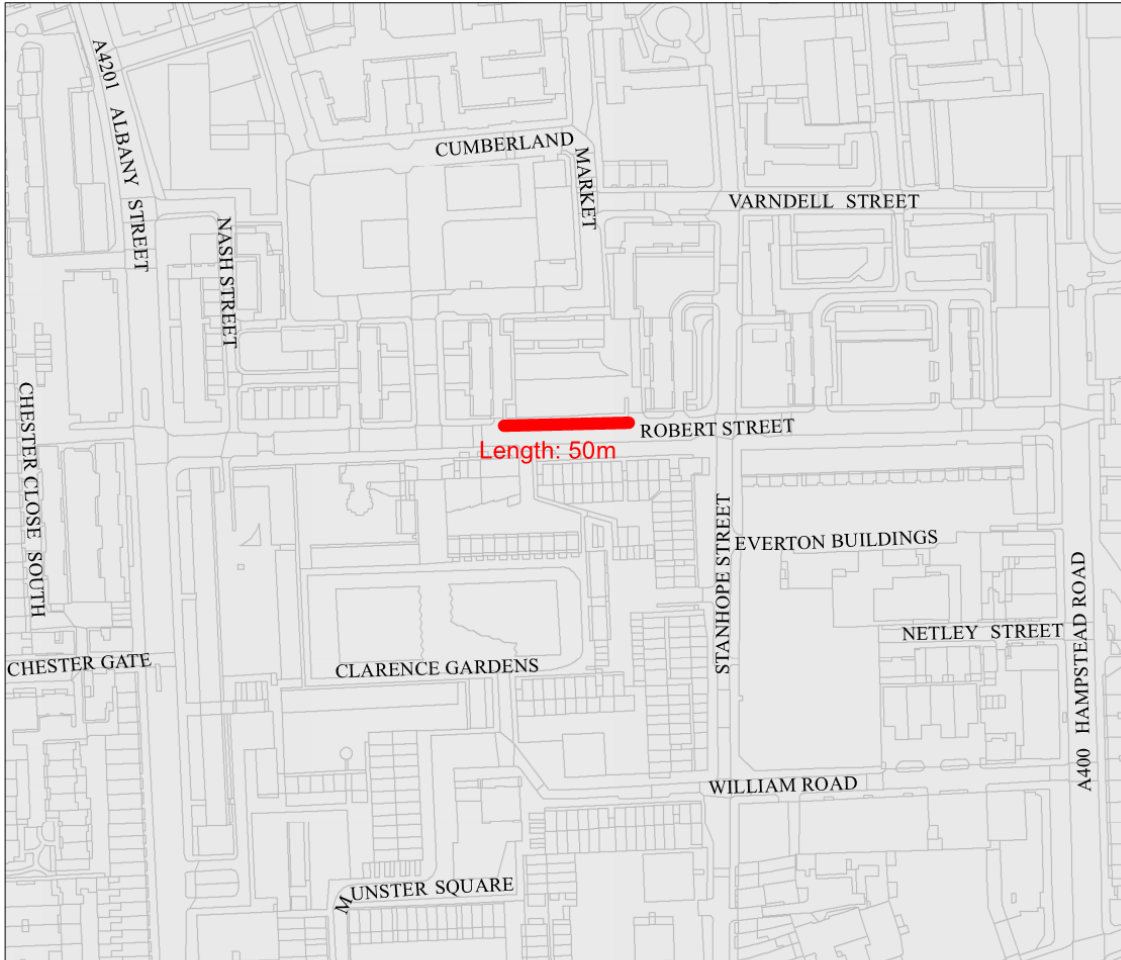 A4201 ALBANY STREET
CUMBERLAND
MARKET
VARNDELL STREET
NASH STREET
ROBERT STREET
Length: 50m
CHESTER CLOSE SOUTH
STANHOPE STREET
EVERTON BUILDINGS
NETLEY STREET
A400 HAMPSTEAD ROAD
CHESTER GATE
CLARENCE GARDENS
WILLIAM ROAD
MUNSTER SQUARE